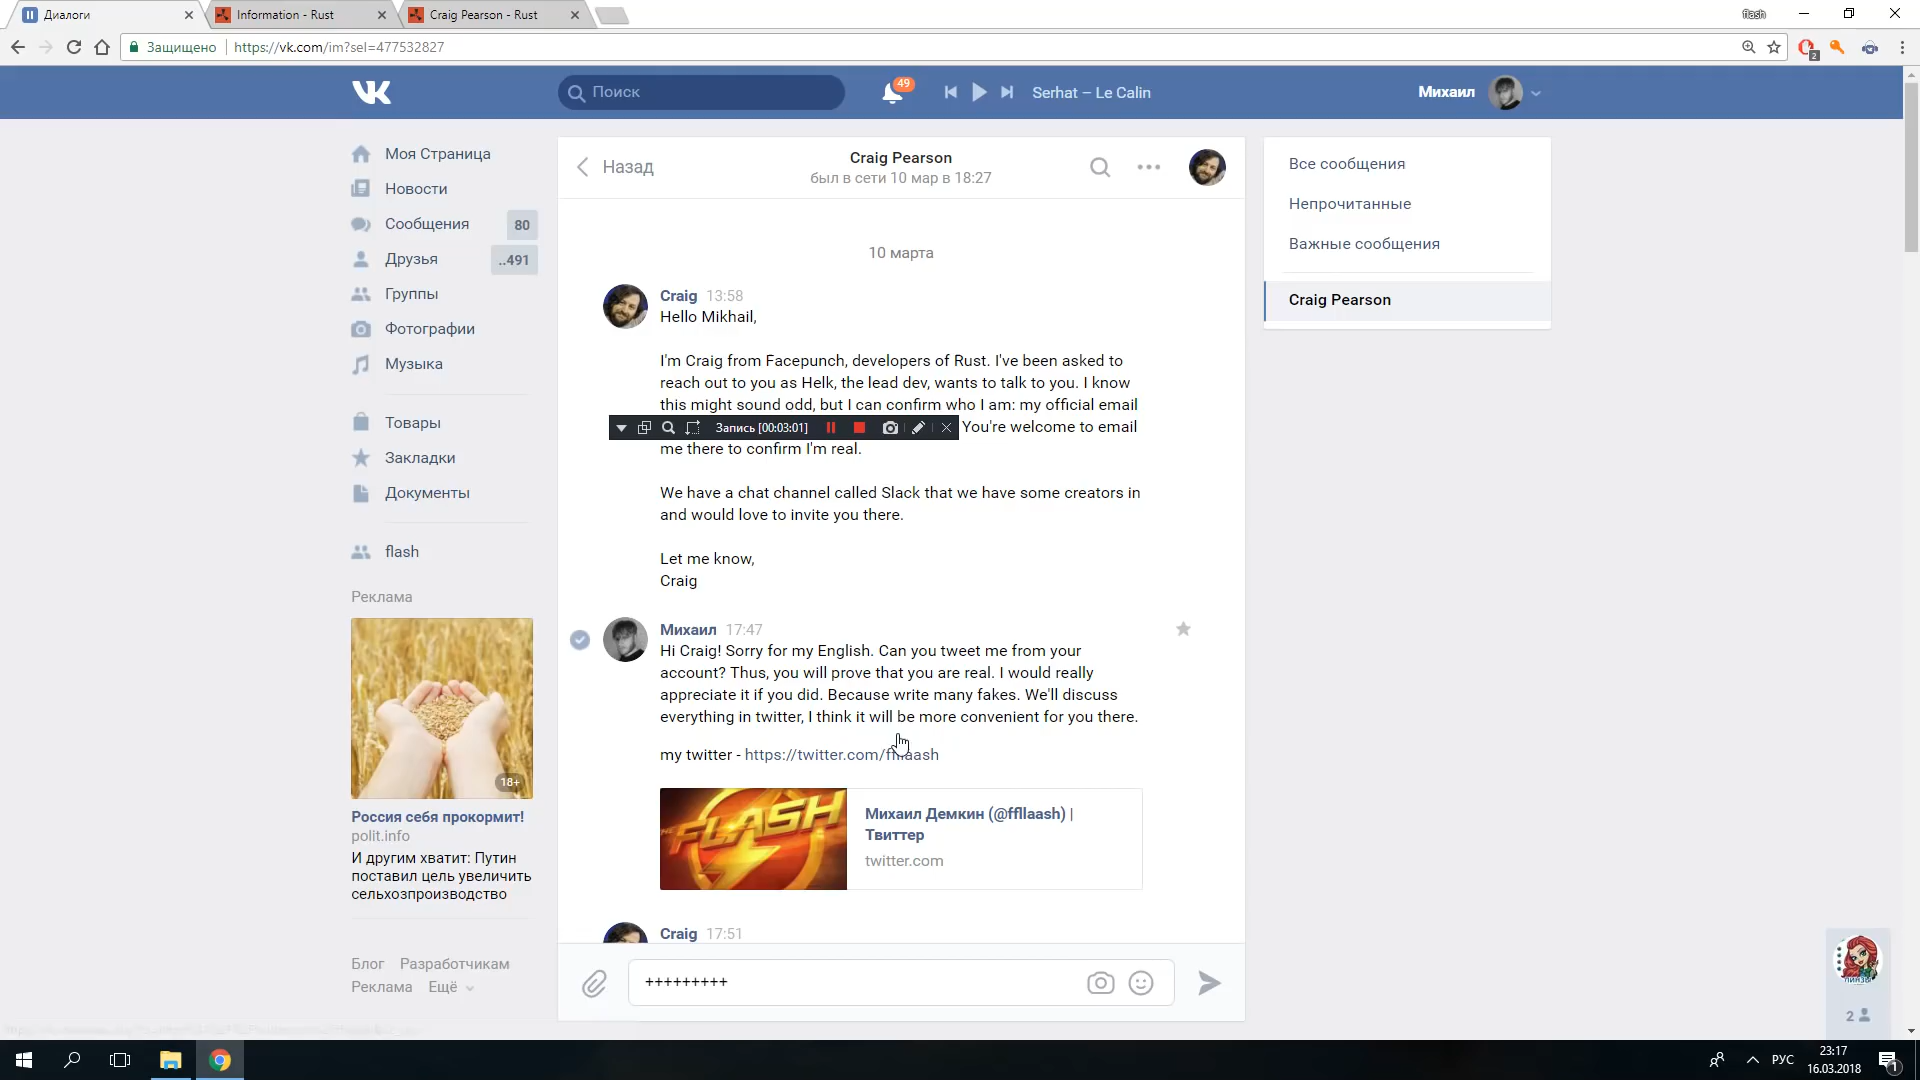 Диалоги
Information - Rust
Craig Pearson - Rust
flash
Защищено
https://vk.com/im?sel=477532827
2
Поиск
49
Serhat – Le Calin
Михаил
Моя Страница
Новости
Сообщения 80
Друзья ..491
Группы
Фотографии
Музыка
Товары
Закладки
Документы
flash
Реклама
18+
Россия себя прокормит!
polit.info
И другим хватит: Путин
поставил цель увеличить
сельхозпроизводство
Блог Разработчикам
Реклама Ещё
Назад
Craig Pearson
был в сети 10 мар в 18:27
10 марта
Craig 13:58
Hello Mikhail,
I'm Craig from Facepunch, developers of Rust. I've been asked to
reach out to you as Helk, the lead dev, wants to talk to you. I know
this might sound odd, but I can confirm who I am: my official email
Запись [00:03:01]
You're welcome to email
me there to confirm I'm real.
We have a chat channel called Slack that we have some creators in
and would love to invite you there.
Let me know,
Craig
Михаил 17:47
Hi Craig! Sorry for my English. Can you tweet me from your
account? Thus, you will prove that you are real. I would really
appreciate it if you did. Because write many fakes. We'll discuss
everything in twitter, I think it will be more convenient for you there.
my twitter - https://twitter.com/ffllaash
FLASH
Михаил Демкин (@ffllaash) |
Твиттер
twitter.com
Craig 17:51
+++++++++
Все сообщения
Непрочитанные
Важные сообщения
Craig Pearson
2
РУС
23:17
16.03.2018
1